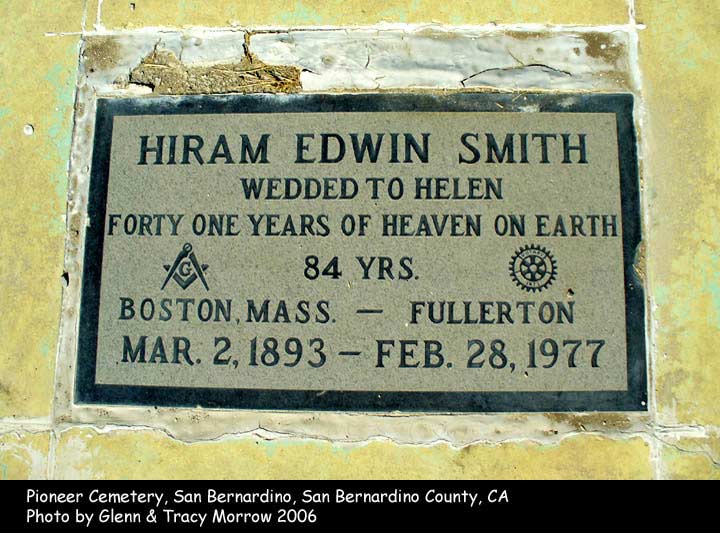 HIRAM EDWIN SMITH
WEDDED TO HELEN
FORTY ONE YEARS OF HEAVEN ON EARTH
G
84 YRS.
BOSTON, MASS. — FULLERTON
MAR. 2, 1893 — FEB. 28, 1977
Pioneer Cemetery, San Bernardino, San Bernardino County, CA
Photo by Glenn & Tracy Morrow 2006